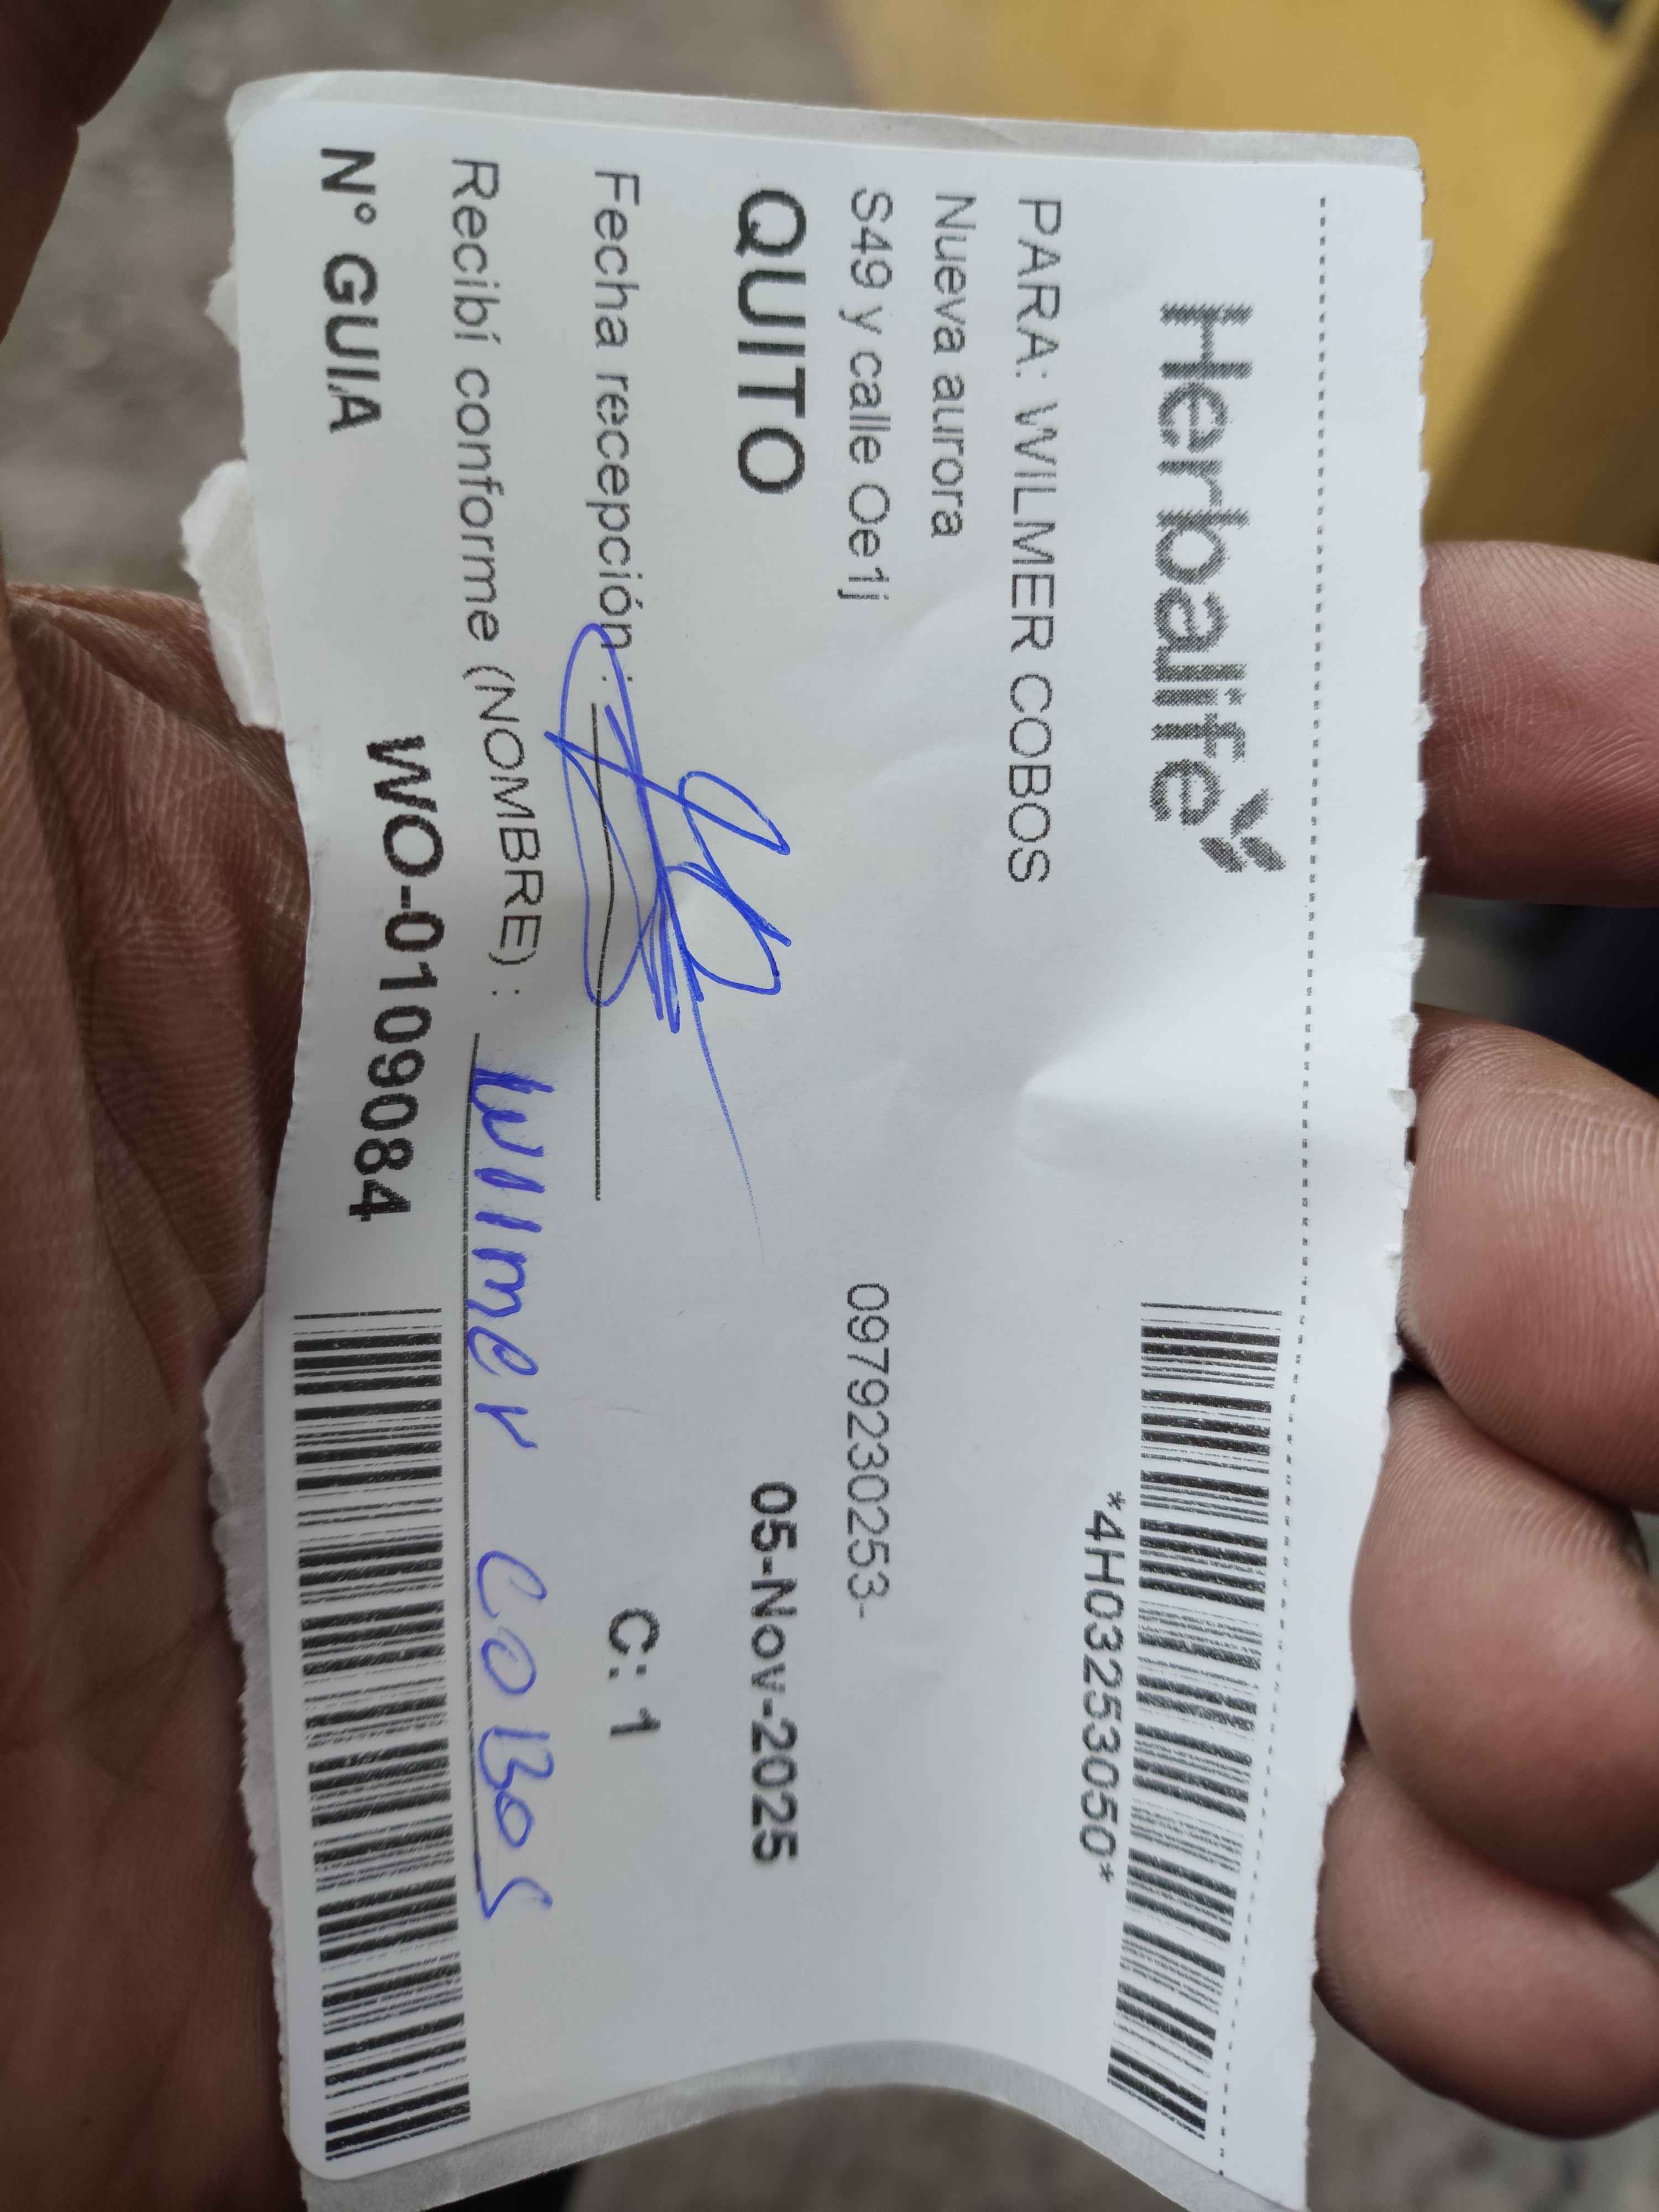 Herbalife
*4H03253050*
PARA: WILMER COBOS
Nueva aurora
S49 y calle Oe1j 0979230253-
QUITO 05-Nov-2025
Fecha recepción : C: 1
Recibí conforme (NOMBRE) : Wilmer COBOS
N° GUIA WO-0109084